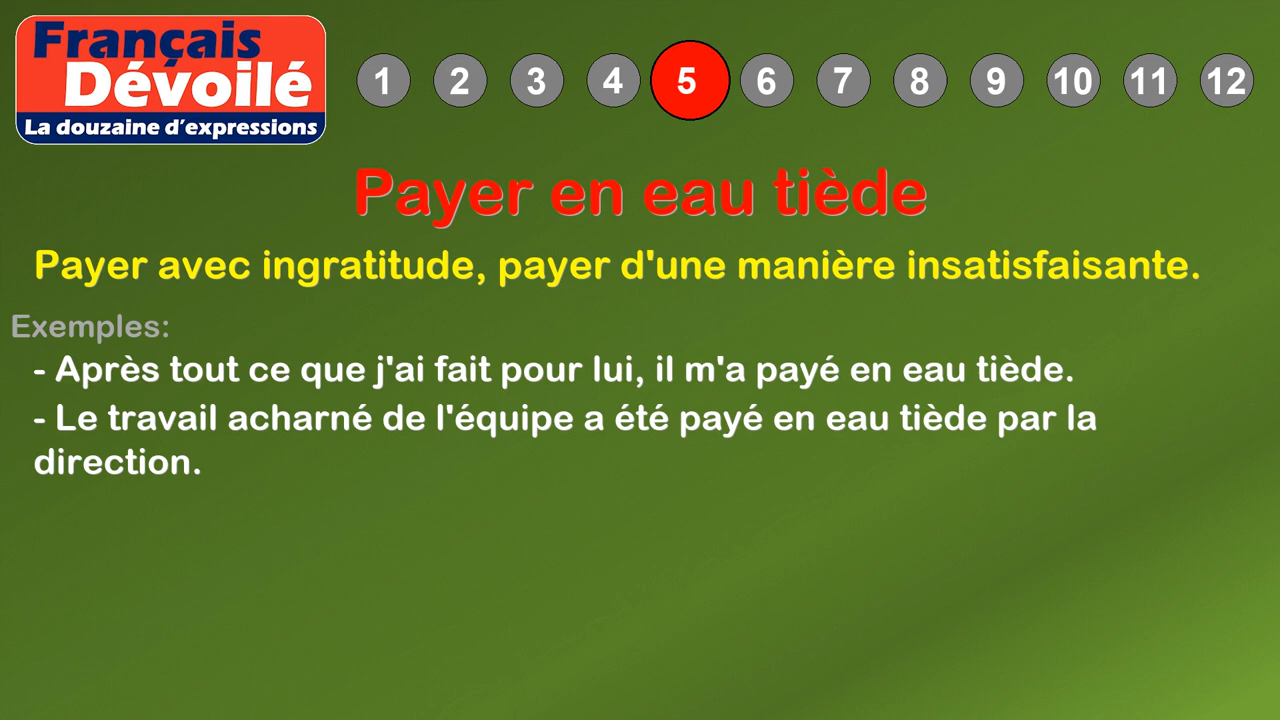 Français
Dévoilé
La douzaine d'expressions
1 2 3 4 5 6 7 8 9 10 11 12
Payer en eau tiède
Payer avec ingratitude, payer d'une manière insatisfaisante.
Exemples:
- Après tout ce que j'ai fait pour lui, il m'a payé en eau tiède.
- Le travail acharné de l'équipe a été payé en eau tiède par la
direction.